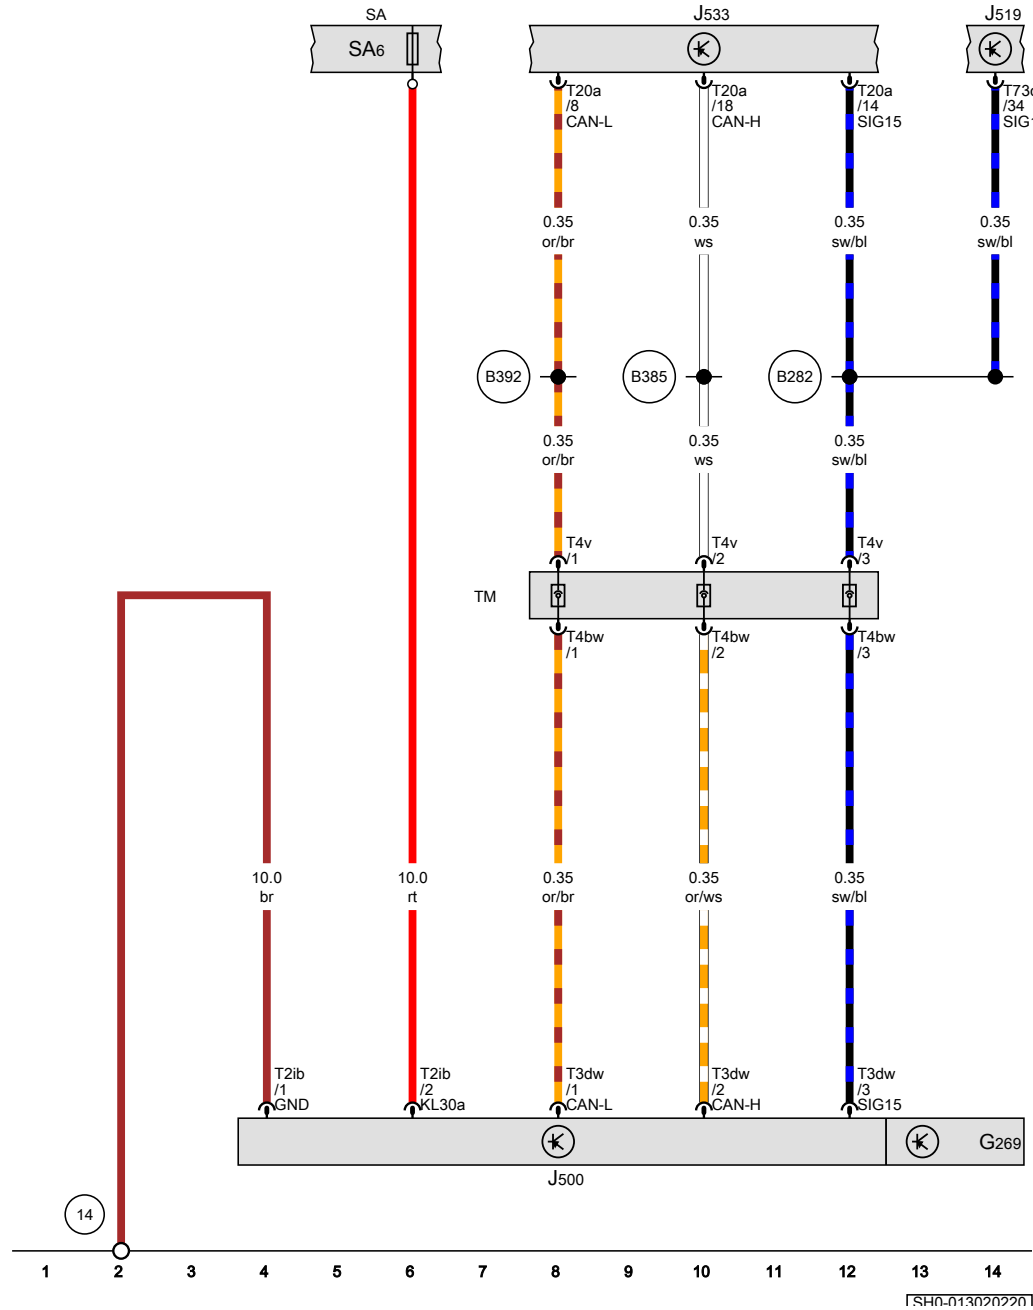 SA
J533
J519
SA6
T20a
/8
CAN-L
T20a
/18
CAN-H
T20a
/14
SIG15
/34
0.35
or/br
0.35
ws
0.35
sw/bl
0.35
sw/bl
B392
B385
B282
0.35
or/br
0.35
ws
0.35
sw/bl
T4v
/1
T4v
/2
T4v
/3
TM
T4bw
/1
T4bw
/2
T4bw
/3
10.0
br
10.0
rt
0.35
or/br
0.35
or/ws
0.35
sw/bl
T2ib
/1
GND
T2ib
/2
KL30a
T3dw
/1
CAN-L
T3dw
/2
CAN-H
T3dw
/3
SIG15
G269
J500
14
1 2 3 4 5 6 7 8 9 10 11 12 13 14
SH0-013020220